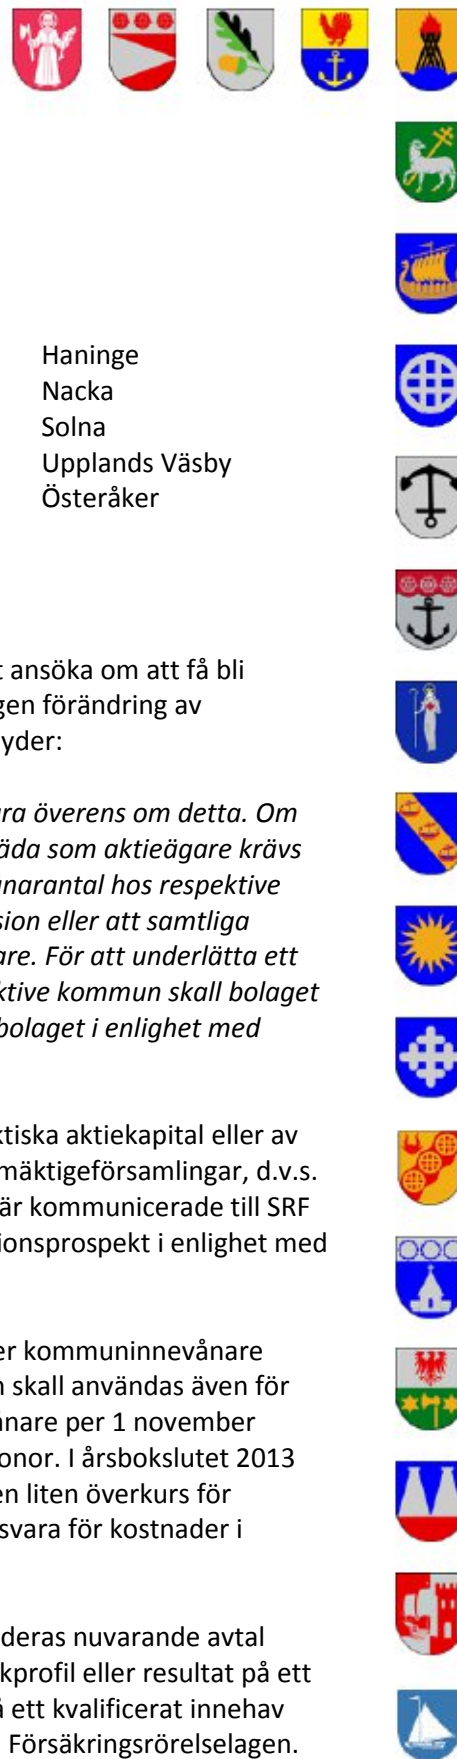 Haninge
Nacka
Solna
Upplands Väsby
Österåker
t ansöka om att få bli
gen förändring av
yder:
ara överens om detta. Om
äda som aktieägare krävs
anarantal hos respektive
sion eller att samtliga
are. För att underlätta ett
ktive kommun skall bolaget
bolaget i enlighet med
ktiska aktiekapital eller av
mäktigeförsamlingar, d.v.s.
är kommunicerade till SRF
ionsprospekt i enlighet med
er kommuninnevånare
n skall användas även för
ånare per 1 november
onor. I årsbokslutet 2013
en liten överkurs för
svara för kostnader i
deras nuvarande avtal
kprofil eller resultat på ett
å ett kvalificerat innehav
Försäkringsrörelselagen.